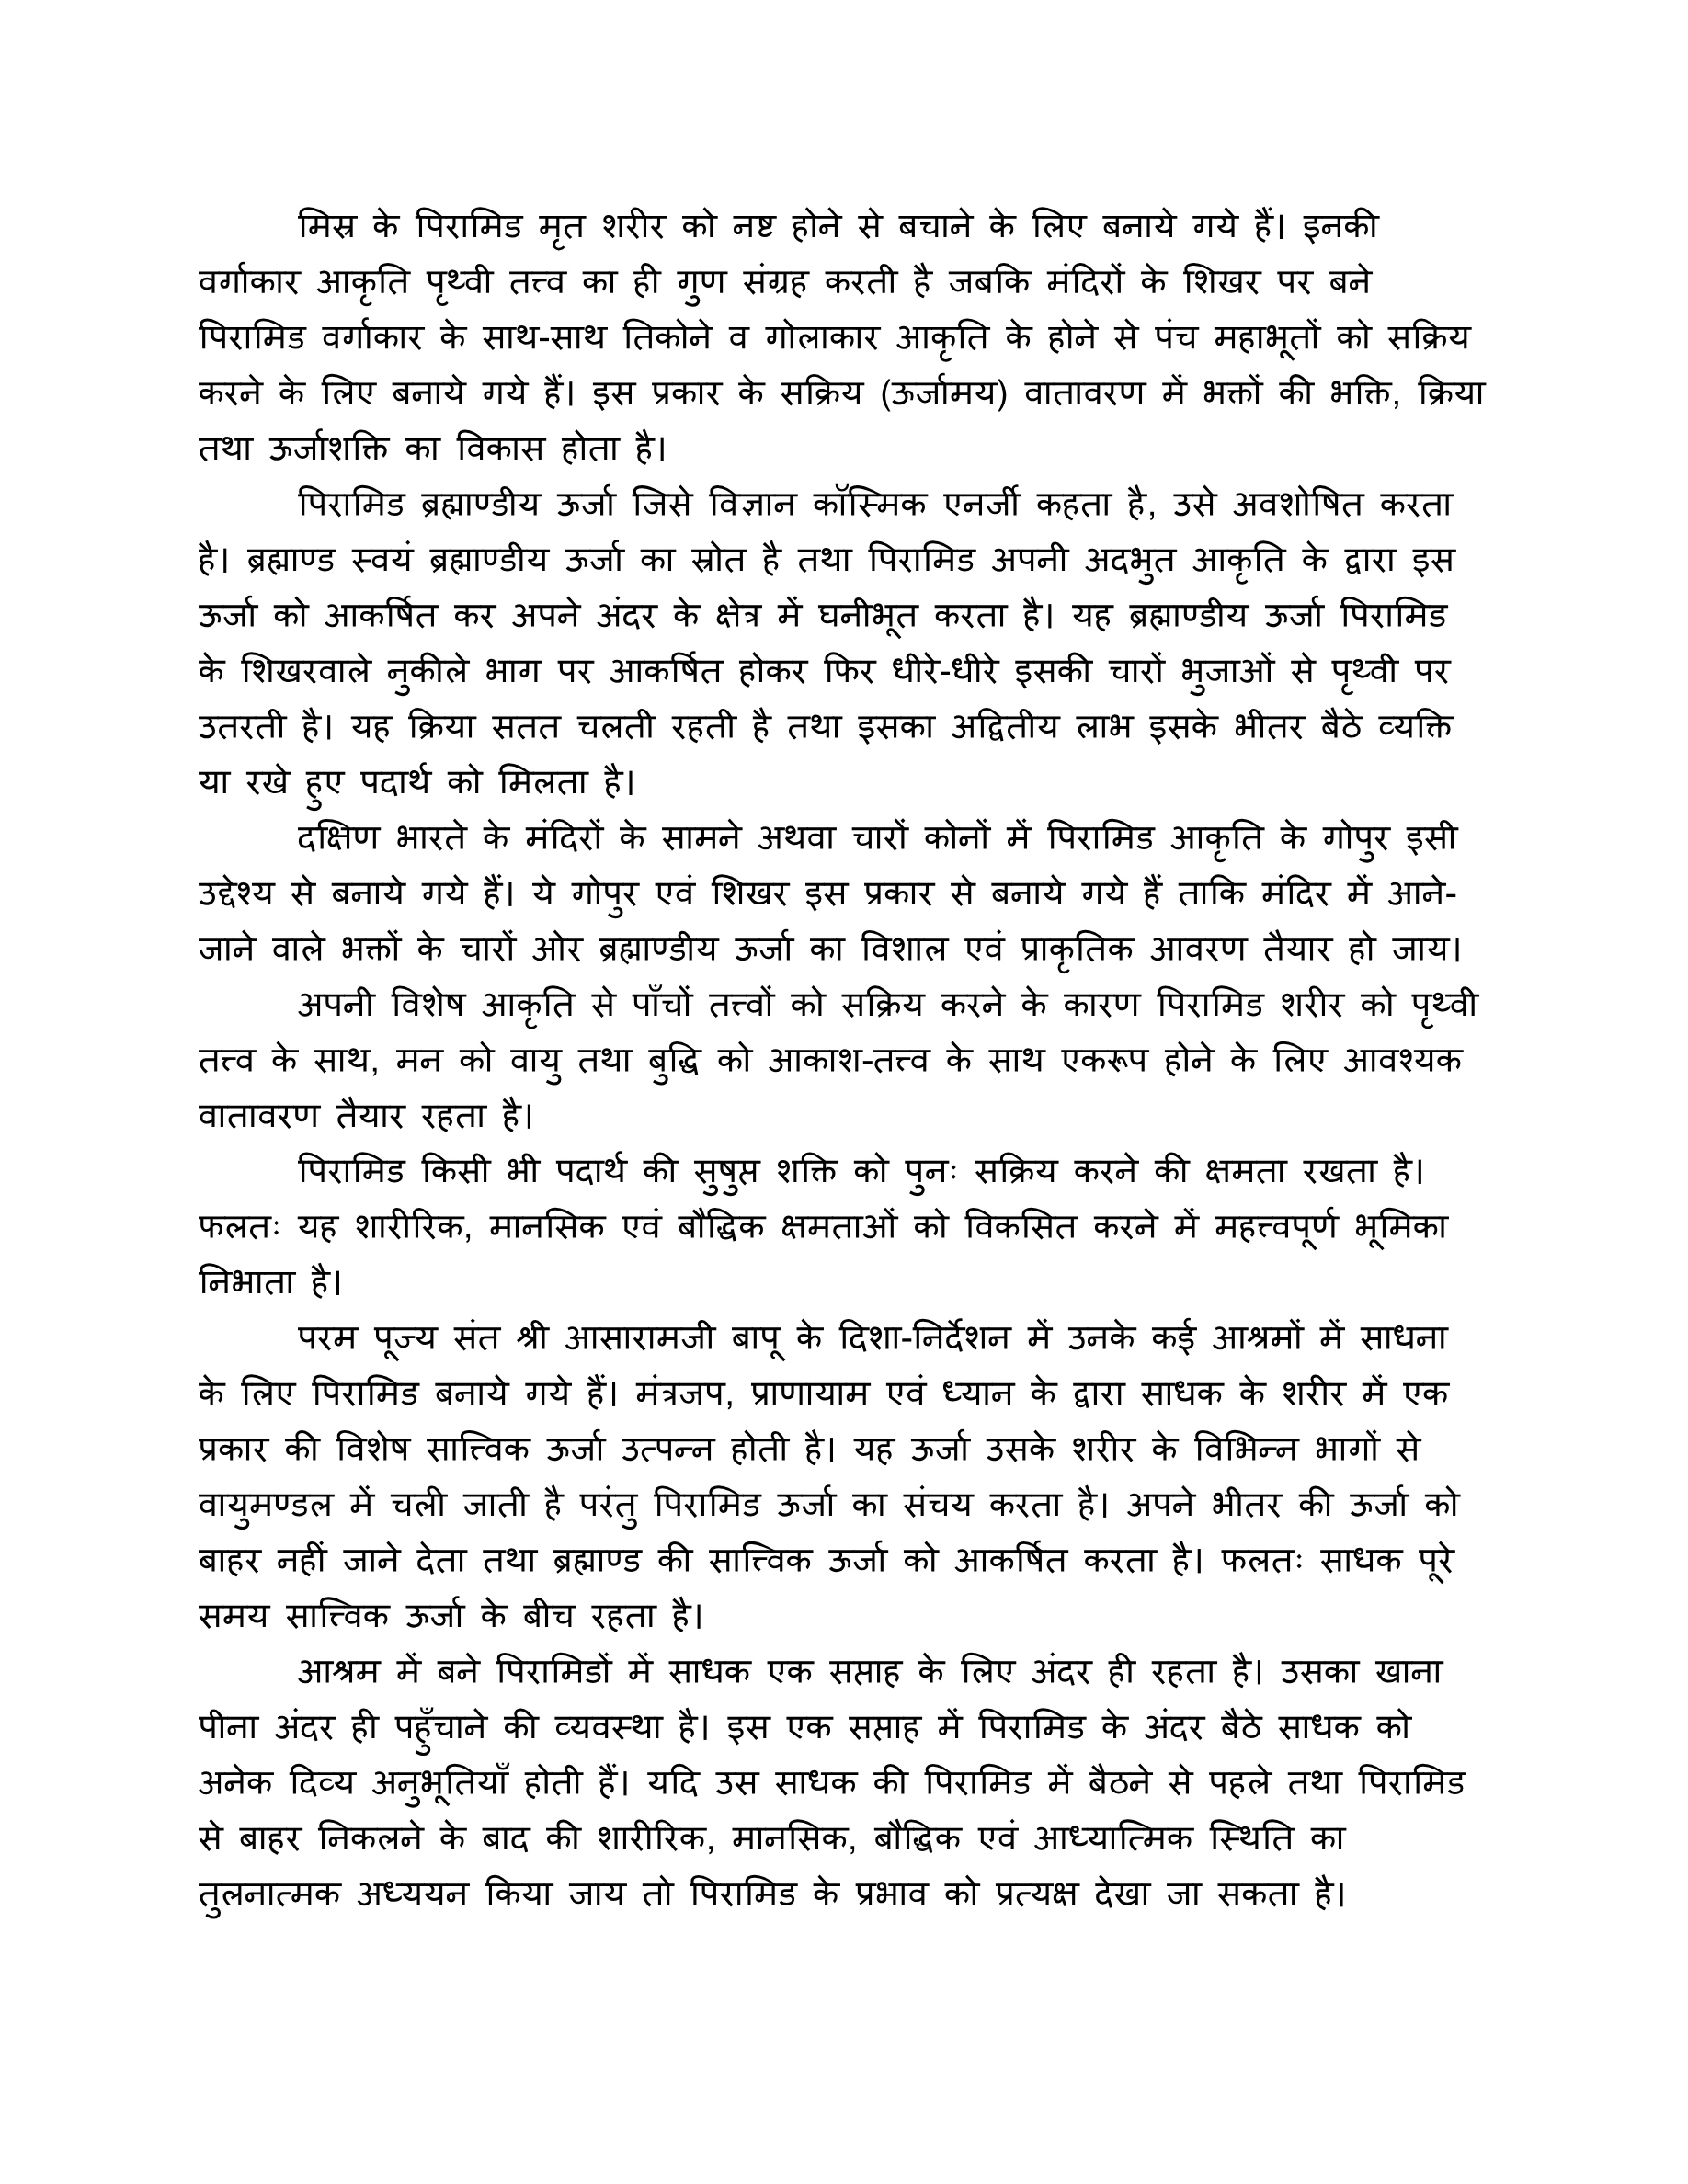 मिस्र के पिरामिड मृत शरीर को नष्ट होने से बचाने के लिए बनाये गये हैं। इनकी
वर्गाकार आकृति पृथ्वी तत्त्व का ही गुण संग्रह करती है जबकि मंदिरों के शिखर पर बने
पिरामिड वर्गाकार के साथ-साथ तिकोने व गोलाकार आकृति के होने से पंच महाभूतों को सक्रिय
करने के लिए बनाये गये हैं। इस प्रकार के सक्रिय (ऊर्जामय) वातावरण में भक्तों की भक्ति, क्रिया
तथा ऊर्जाशक्ति का विकास होता है।
पिरामिड ब्रह्माण्डीय ऊर्जा जिसे विज्ञान कॉस्मिक एनर्जी कहता है, उसे अवशोषित करता
है। ब्रह्माण्ड स्वयं ब्रह्माण्डीय ऊर्जा का स्रोत है तथा पिरामिड अपनी अदभुत आकृति के द्वारा इस
ऊर्जा को आकर्षित कर अपने अंदर के क्षेत्र में घनीभूत करता है। यह ब्रह्माण्डीय ऊर्जा पिरामिड
के शिखरवाले नुकीले भाग पर आकर्षित होकर फिर धीरे-धीरे इसकी चारों भुजाओं से पृथ्वी पर
उतरती है। यह क्रिया सतत चलती रहती है तथा इसका अद्वितीय लाभ इसके भीतर बैठे व्यक्ति
या रखे हुए पदार्थ को मिलता है।
दक्षिण भारते के मंदिरों के सामने अथवा चारों कोनों में पिरामिड आकृति के गोपुर इसी
उद्देश्य से बनाये गये हैं। ये गोपुर एवं शिखर इस प्रकार से बनाये गये हैं ताकि मंदिर में आने-
जाने वाले भक्तों के चारों ओर ब्रह्माण्डीय ऊर्जा का विशाल एवं प्राकृतिक आवरण तैयार हो जाय।
अपनी विशेष आकृति से पाँचों तत्त्वों को सक्रिय करने के कारण पिरामिड शरीर को पृथ्वी
तत्त्व के साथ, मन को वायु तथा बुद्धि को आकाश-तत्त्व के साथ एकरूप होने के लिए आवश्यक
वातावरण तैयार रहता है।
पिरामिड किसी भी पदार्थ की सुषुप्त शक्ति को पुनः सक्रिय करने की क्षमता रखता है।
फलतः यह शारीरिक, मानसिक एवं बौद्धिक क्षमताओं को विकसित करने में महत्त्वपूर्ण भूमिका
निभाता है।
परम पूज्य संत श्री आसारामजी बापू के दिशा-निर्देशन में उनके कई आश्रमों में साधना
के लिए पिरामिड बनाये गये हैं। मंत्रजप, प्राणायाम एवं ध्यान के द्वारा साधक के शरीर में एक
प्रकार की विशेष सात्त्विक ऊर्जा उत्पन्न होती है। यह ऊर्जा उसके शरीर के विभिन्न भागों से
वायुमण्डल में चली जाती है परंतु पिरामिड ऊर्जा का संचय करता है। अपने भीतर की ऊर्जा को
बाहर नहीं जाने देता तथा ब्रह्माण्ड की सात्त्विक ऊर्जा को आकर्षित करता है। फलतः साधक पूरे
समय सात्त्विक ऊर्जा के बीच रहता है।
आश्रम में बने पिरामिडों में साधक एक सप्ताह के लिए अंदर ही रहता है। उसका खाना
पीना अंदर ही पहुँचाने की व्यवस्था है। इस एक सप्ताह में पिरामिड के अंदर बैठे साधक को
अनेक दिव्य अनुभूतियाँ होती हैं। यदि उस साधक की पिरामिड में बैठने से पहले तथा पिरामिड
से बाहर निकलने के बाद की शारीरिक, मानसिक, बौद्धिक एवं आध्यात्मिक स्थिति का
तुलनात्मक अध्ययन किया जाय तो पिरामिड के प्रभाव को प्रत्यक्ष देखा जा सकता है।